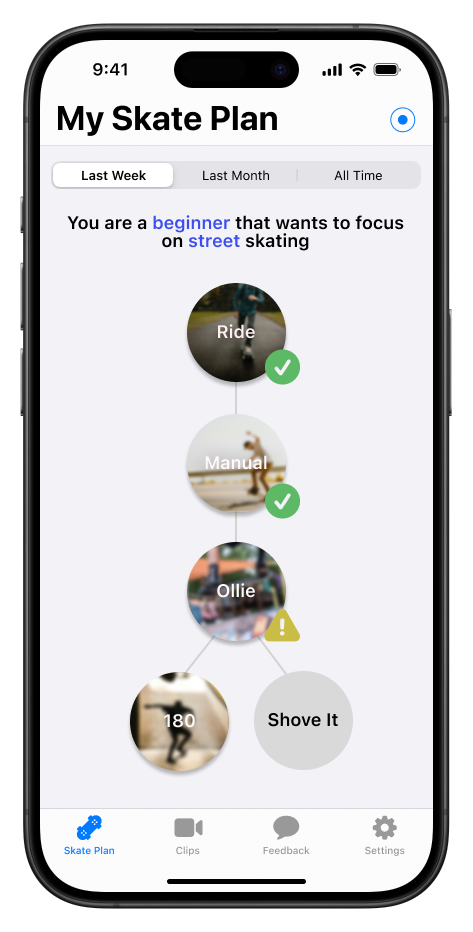 9:41
My Skate Plan
Last Week
Last Month
All Time
You are a beginner that wants to focus
on street skating
Ride
Manual
Ollie
180
Shove It
Skate Plan
Clips
Feedback
Settings